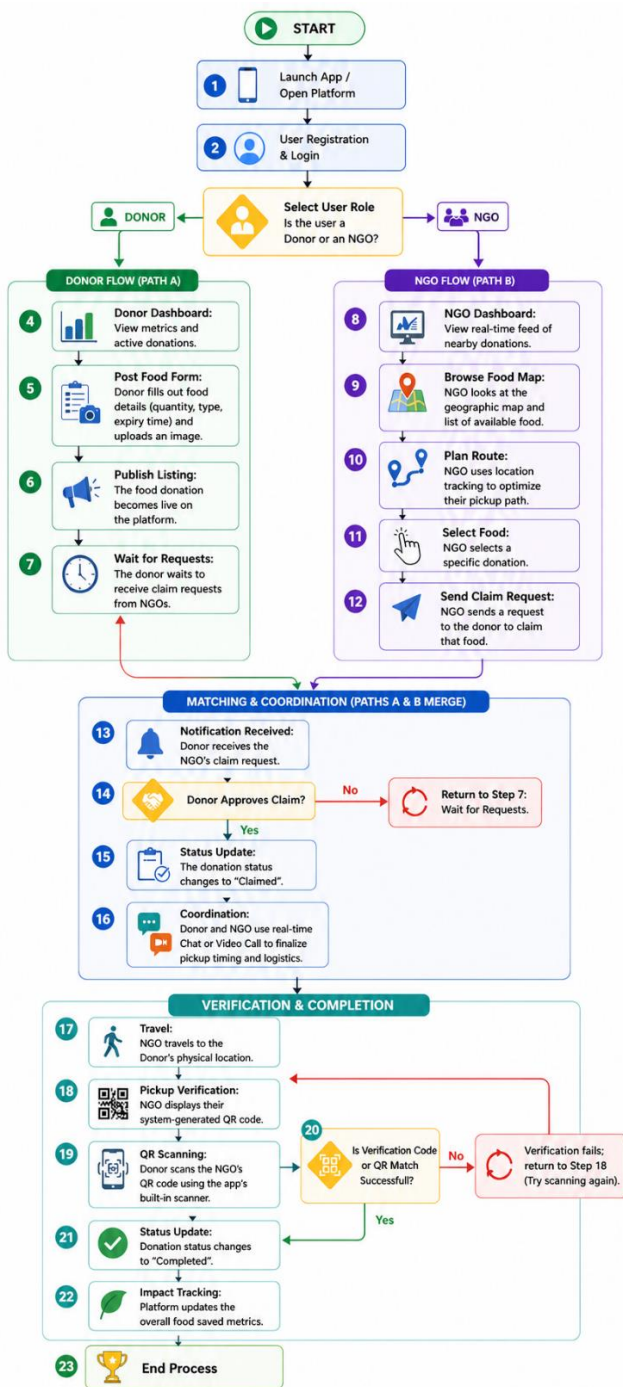 START
1
Launch App /
Open Platform
2
User Registration
& Login
Select User Role
Is the user a
Donor or an NGO?
DONOR
NGO
DONOR FLOW (PATH A)
4
Donor Dashboard:
View metrics and
active donations.
5
Post Food Form:
Donor fills out food
details (quantity, type,
expiry time) and
uploads an image.
6
Publish Listing:
The food donation
becomes live on
the platform.
7
Wait for Requests:
The donor waits to
receive claim requests
from NGOs.
NGO FLOW (PATH B)
8
NGO Dashboard:
View real-time feed of
nearby donations.
9
Browse Food Map:
NGO looks at the
geographic map and
list of available food.
10
Plan Route:
NGO uses location
tracking to optimize
their pickup path.
11
Select Food:
NGO selects a
specific donation.
12
Send Claim Request:
NGO sends a request
to the donor to claim
that food.
MATCHING & COORDINATION (PATHS A & B MERGE)
13
Notification Received:
Donor receives the
NGO's claim request.
14
Donor Approves Claim?
No
Return to Step 7:
Wait for Requests.
Yes
15
Status Update:
The donation status
changes to "Claimed".
16
Coordination:
Donor and NGO use real-time
Chat or Video Call to finalize
pickup timing and logistics.
VERIFICATION & COMPLETION
17
Travel:
NGO travels to the
Donor's physical location.
18
Pickup Verification:
NGO displays their
system-generated QR code.
19
QR Scanning:
Donor scans the NGO's
QR code using the app's
built-in scanner.
20
Is Verification Code
or QR Match
Successfull?
No
Verification fails;
return to Step 18
(Try scanning again).
Yes
21
Status Update:
Donation status changes
to "Completed".
22
Impact Tracking:
Platform updates the
overall food saved metrics.
23
End Process